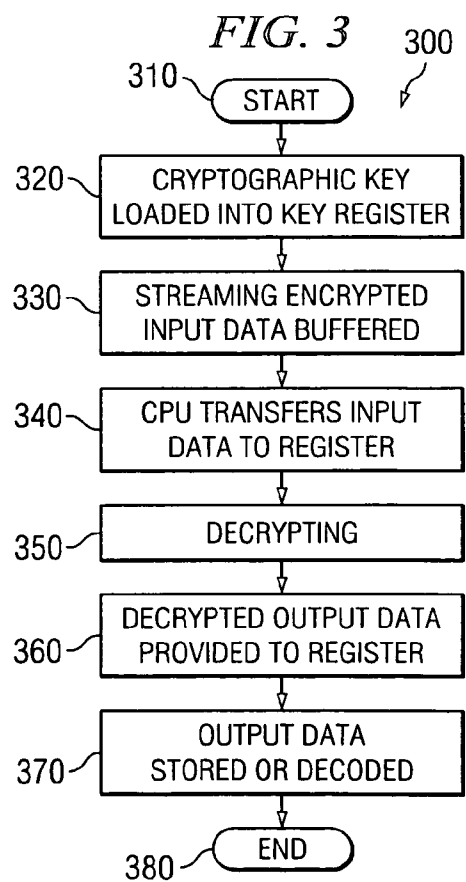 FIG. 3
300
310
START
320
CRYPTOGRAPHIC KEY
LOADED INTO KEY REGISTER
330
STREAMING ENCRYPTED
INPUT DATA BUFFERED
340
CPU TRANSFERS INPUT
DATA TO REGISTER
350
DECRYPTING
360
DECRYPTED OUTPUT DATA
PROVIDED TO REGISTER
370
OUTPUT DATA
STORED OR DECODED
380
END